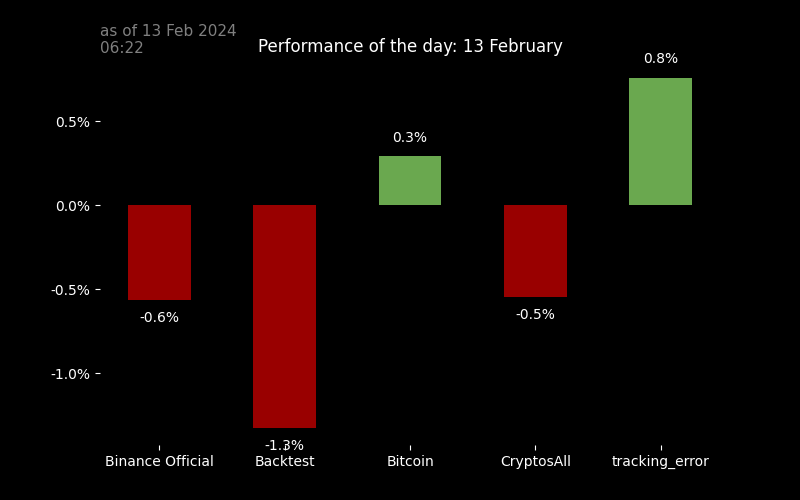 as of 13 Feb 2024
06:22
Performance of the day: 13 February
0.8%
0.5%
0.3%
0.0%
-0.5%
-0.6%
-0.5%
-1.0%
-1.3%
Binance Official
Backtest
Bitcoin
CryptosAll
tracking_error